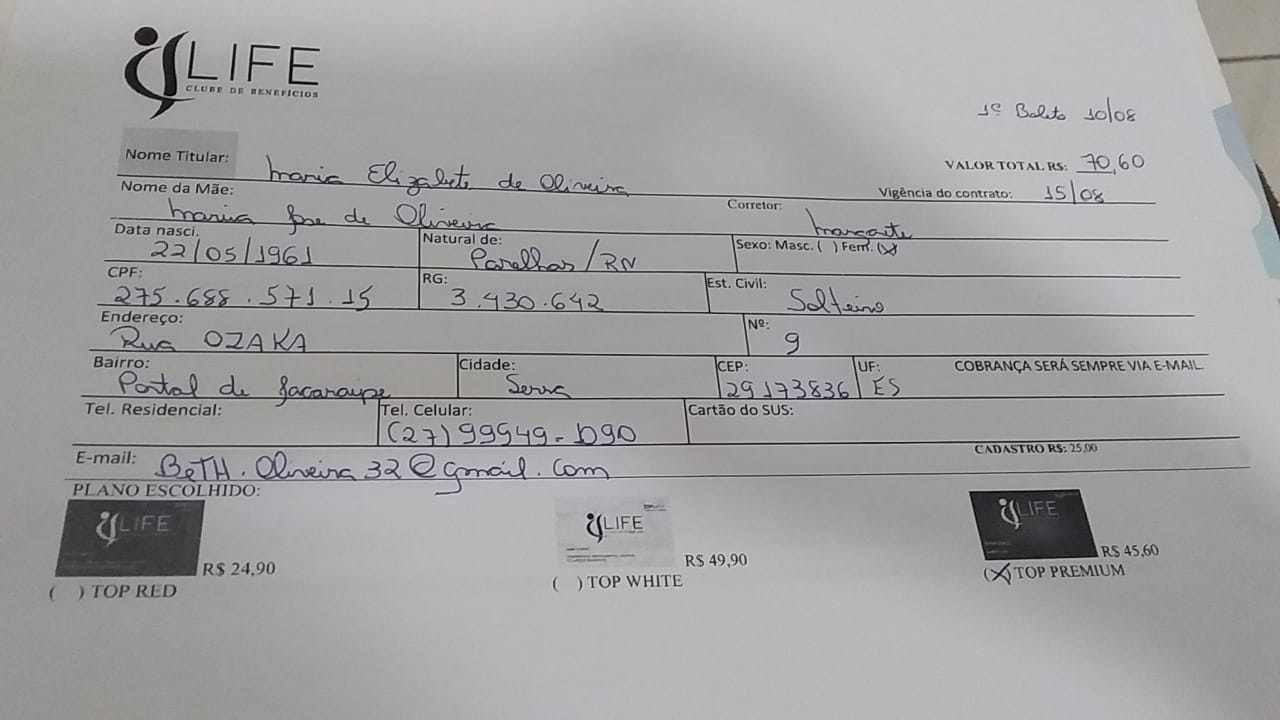 LIFE
CLUBE DE BENEFÍCIOS
1º Boleto 10/08
Nome Titular: Maria Elizabete de Oliveira VALOR TOTAL R$: 70,60
Nome da Mãe: Maria Jose de Oliveira Corretor: Margarete Vigência do contrato: 15/08
Data nasci. 22/05/1961 Natural de: Parelhas/RN Sexo: Masc. ( ) Fem. (X)
CPF: 275.688.571.15 RG: 3.430.642 Est. Civil: Solteira
Endereço: Rua OZAKA Nº: 9
Bairro: Portal de Jacaraipe Cidade: Serra CEP: 29173836 UF: ES COBRANÇA SERÁ SEMPRE VIA E-MAIL.
Tel. Residencial: Tel. Celular: (27) 99949-1090 Cartão do SUS:
E-mail: BeTH.Oliveira32@gmail.com CADASTRO R$: 25,00
PLANO ESCOLHIDO:
LIFE LIFE LIFE
R$ 24,90 R$ 49,90 R$ 45,60
( ) TOP RED ( ) TOP WHITE (X) TOP PREMIUM